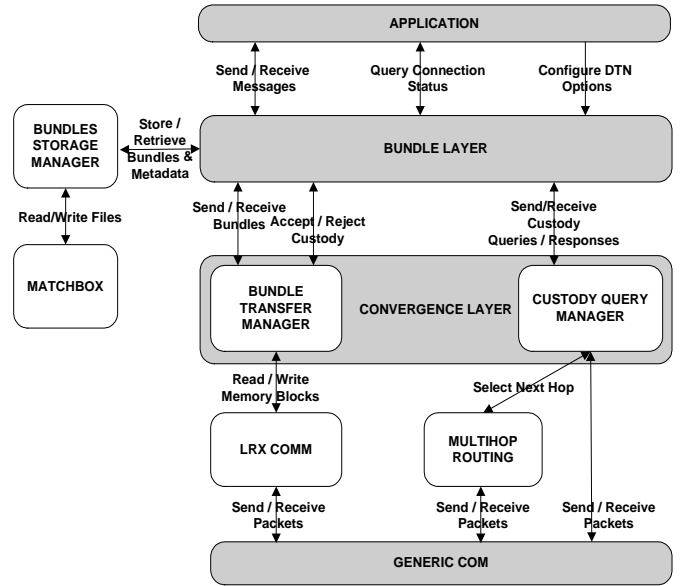 APPLICATION
Send / Receive
Messages
Query Connection
Status
Configure DTN
Options
BUNDLES
STORAGE
MANAGER
Store /
Retrieve
Bundles &
Metadata
BUNDLE LAYER
Read/Write Files
Send / Receive
Bundles
Accept / Reject
Custody
Send/Receive
Custody
Queries / Responses
MATCHBOX
BUNDLE
TRANSFER
MANAGER
CONVERGENCE LAYER
CUSTODY QUERY
MANAGER
Read / Write
Memory Blocks
Select Next Hop
LRX COMM
MULTIHOP
ROUTING
Send / Receive
Packets
Send / Receive
Packets
Send / Receive
Packets
GENERIC COM